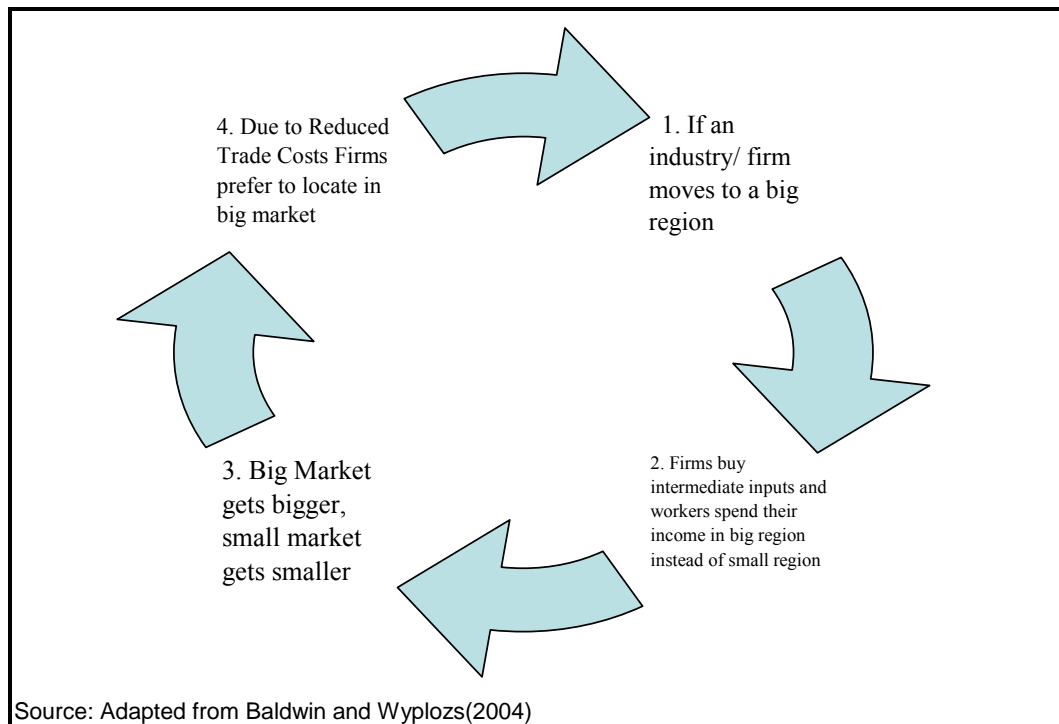 1. If an
industry/ firm
moves to a big
region
2. Firms buy
intermediate inputs and
workers spend their
income in big region
instead of small region
3. Big Market
gets bigger,
small market
gets smaller
4. Due to Reduced
Trade Costs Firms
prefer to locate in
big market
Source: Adapted from Baldwin and Wyplozs(2004)